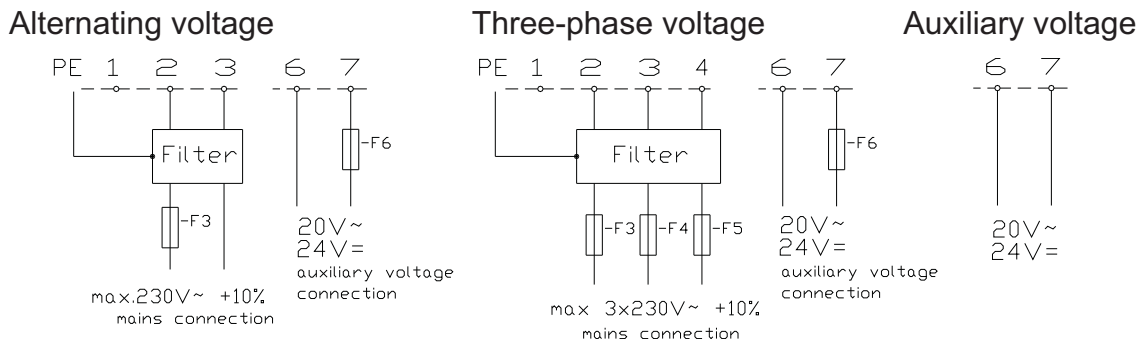 Alternating voltage
PE 1 2 3 6 7
Filter
-F6
-F3
20V~
24V=
auxiliary voltage
connection
max.230V~ +10%
mains connection
Three-phase voltage
PE 1 2 3 4 6 7
Filter
-F6
-F3 -F4 -F5
20V~
24V=
auxiliary voltage
connection
max 3x230V~ +10%
mains connection
Auxiliary voltage
6 7
20V~
24V=